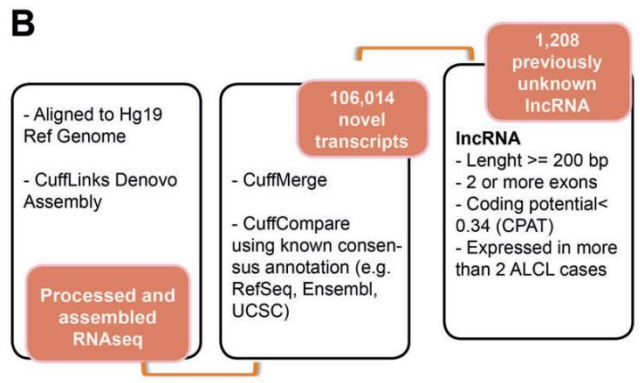 B
- Aligned to Hg19
Ref Genome
- CuffLinks Denovo
Assembly
Processed and
assembled
RNAseq
106,014
novel
transcripts
- CuffMerge
- CuffCompare
using known consen-
sus annotation (e.g.
RefSeq, Ensembl,
UCSC)
1,208
previously
unknown
lncRNA
lncRNA
- Lenght >= 200 bp
- 2 or more exons
- Coding potential<
0.34 (CPAT)
- Expressed in more
than 2 ALCL cases